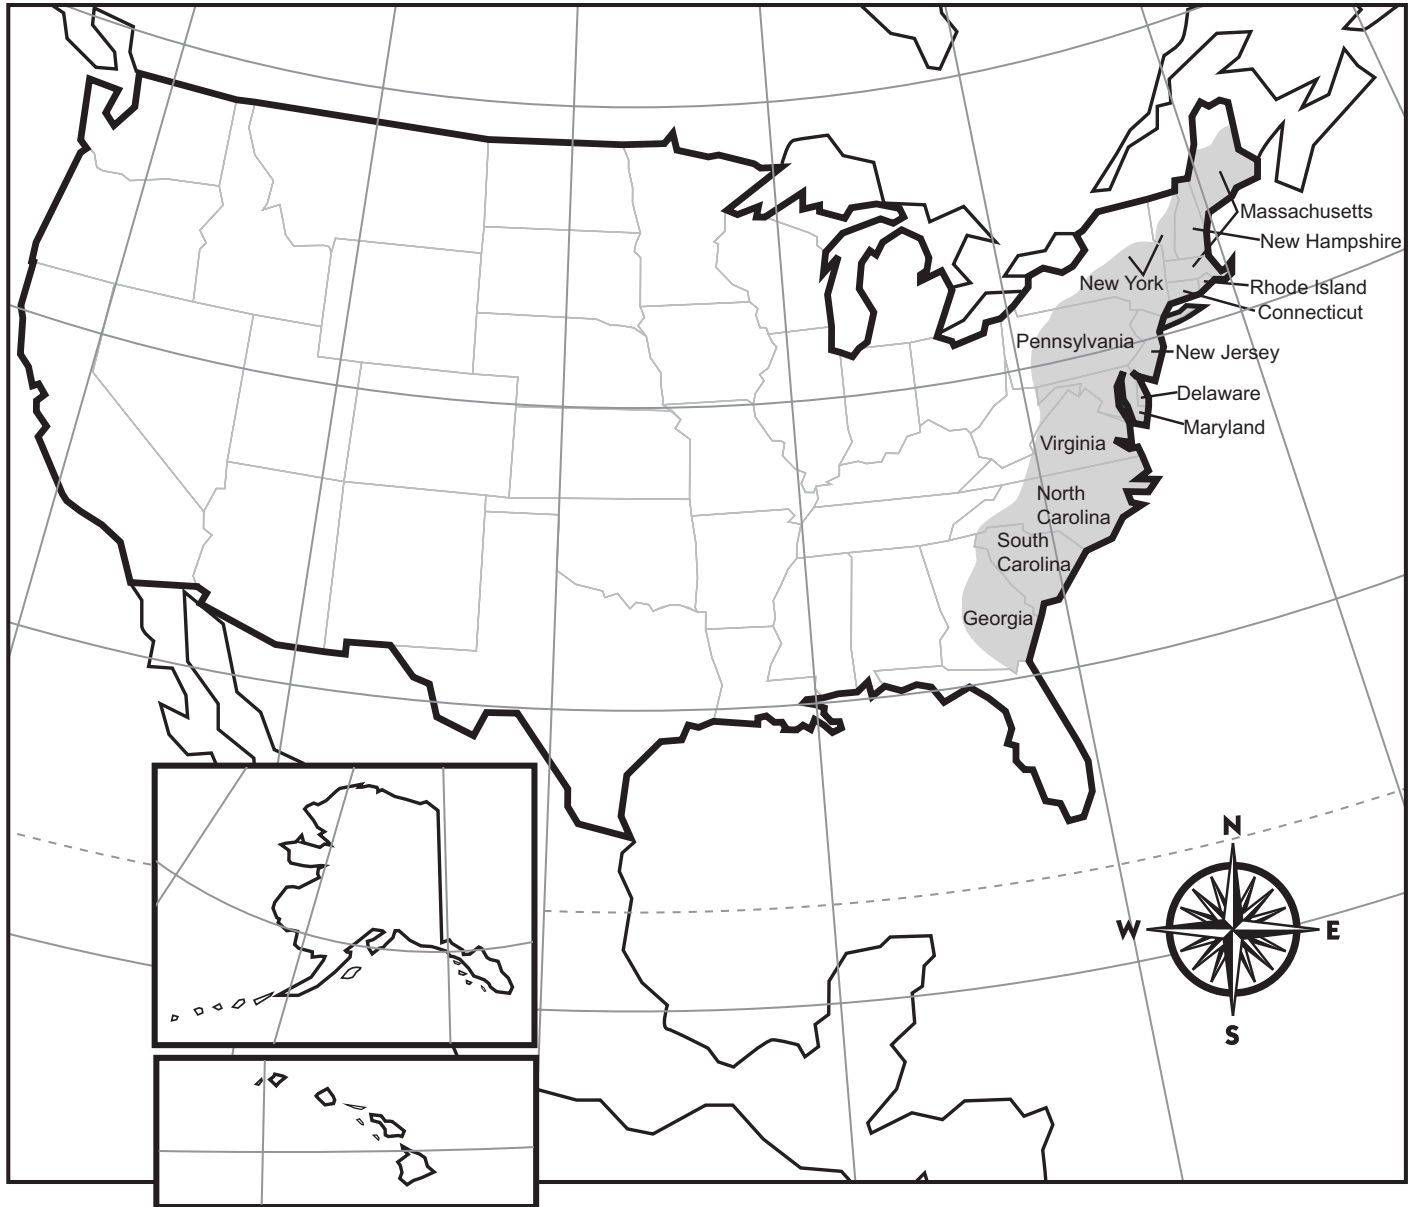 Massachusetts
New Hampshire
New York
Rhode Island
Connecticut
Pennsylvania
New Jersey
Delaware
Maryland
Virginia
North
Carolina
South
Carolina
Georgia
N
W
E
S